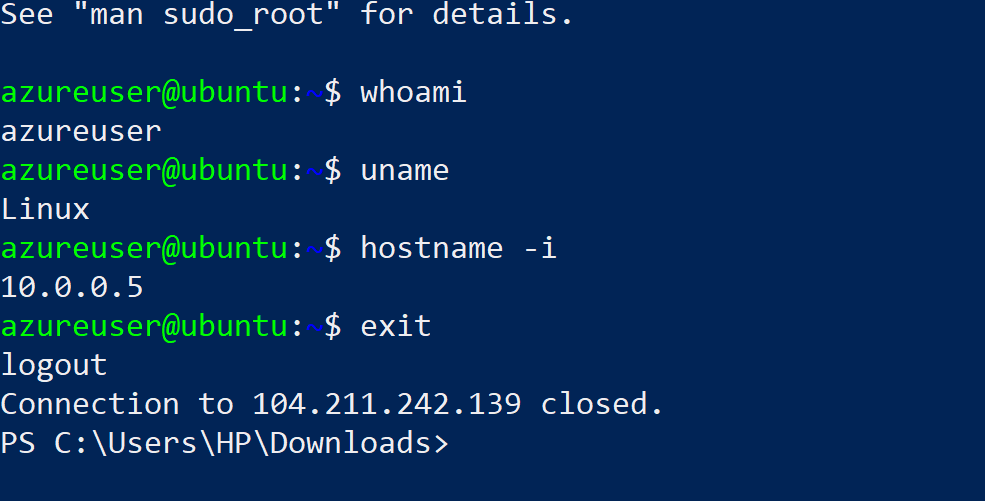 See "man sudo_root" for details.
azureuser@ubuntu:~$ whoami
azureuser
azureuser@ubuntu:~$ uname
Linux
azureuser@ubuntu:~$ hostname -i
10.0.0.5
azureuser@ubuntu:~$ exit
logout
Connection to 104.211.242.139 closed.
PS C:\Users\HP\Downloads>